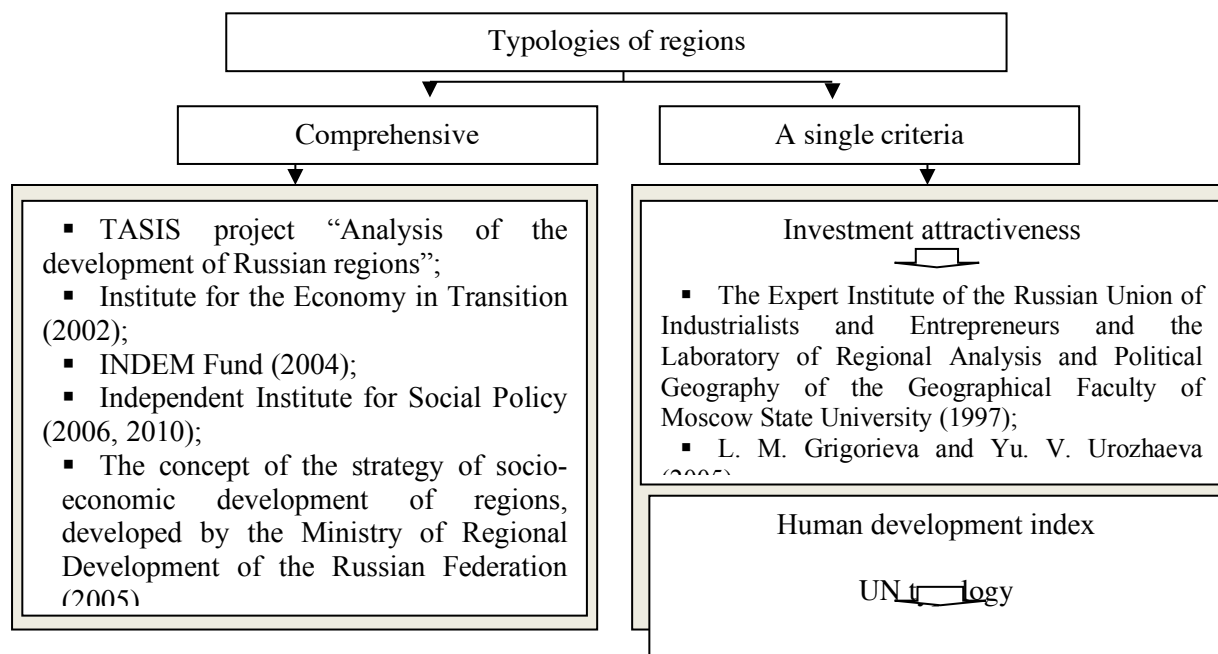 Typologies of regions
Comprehensive
A single criteria
▪ TASIS project “Analysis of the
development of Russian regions”;
▪ Institute for the Economy in Transition
(2002);
▪ INDEM Fund (2004);
▪ Independent Institute for Social Policy
(2006, 2010);
▪ The concept of the strategy of socio-
economic development of regions,
developed by the Ministry of Regional
Development of the Russian Federation
(2005)
Investment attractiveness
▪ The Expert Institute of the Russian Union of
Industrialists and Entrepreneurs and the
Laboratory of Regional Analysis and Political
Geography of the Geographical Faculty of
Moscow State University (1997);
▪ L. M. Grigorieva and Yu. V. Urozhaeva
(2005)
Human development index
UN typology